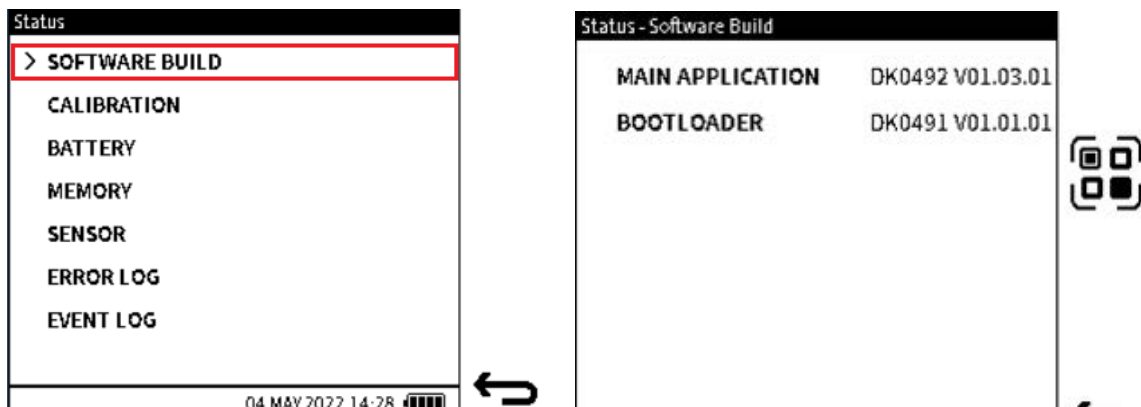 Status
> SOFTWARE BUILD
CALIBRATION
BATTERY
MEMORY
SENSOR
ERROR LOG
EVENT LOG
04 MAY 2022 14:28
Status - Software Build
MAIN APPLICATION DK0492 V01.03.01
BOOTLOADER DK0491 V01.01.01